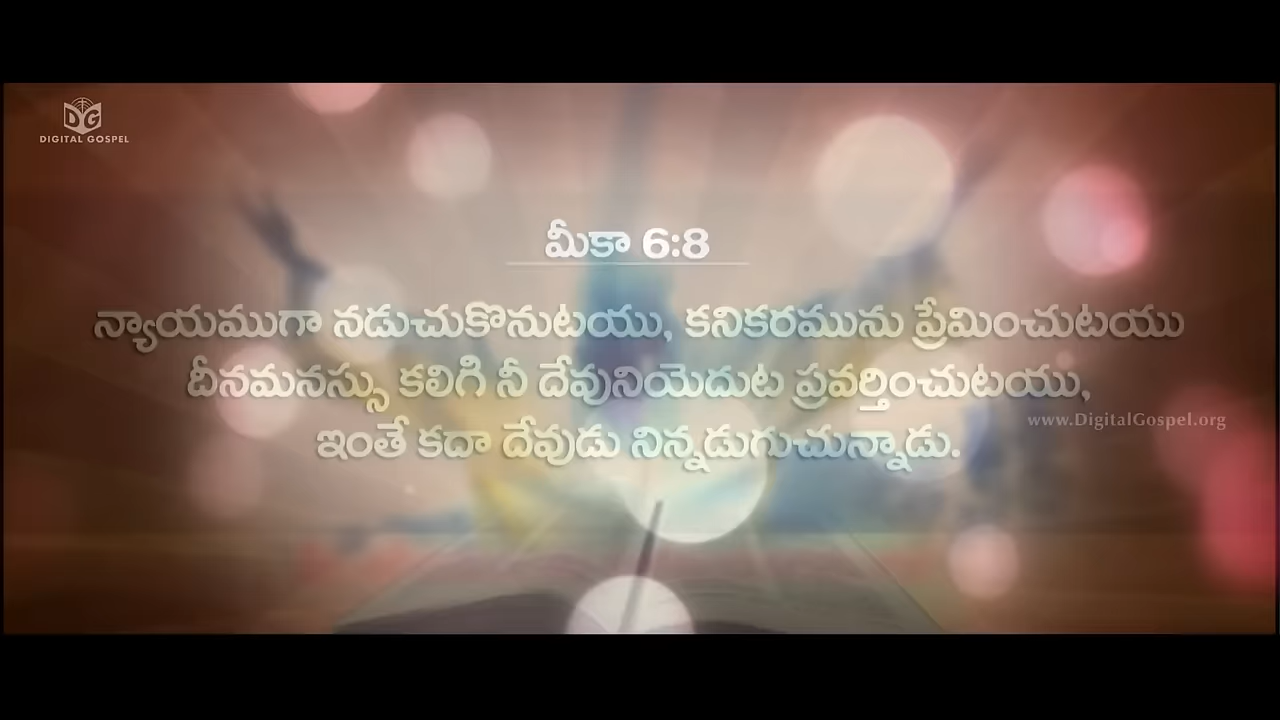 DG
DIGITAL GOSPEL
మీకా 6:8
న్యాయముగా నడుచుకొనుటయు, కనికరమును ప్రేమించుటయు
దీనమనస్సు కలిగి నీ దేవునియెదుట ప్రవర్తించుటయు,
www.DigitalGospel.org
ఇంతే కదా దేవుడు నిన్నడుగుచున్నాడు.